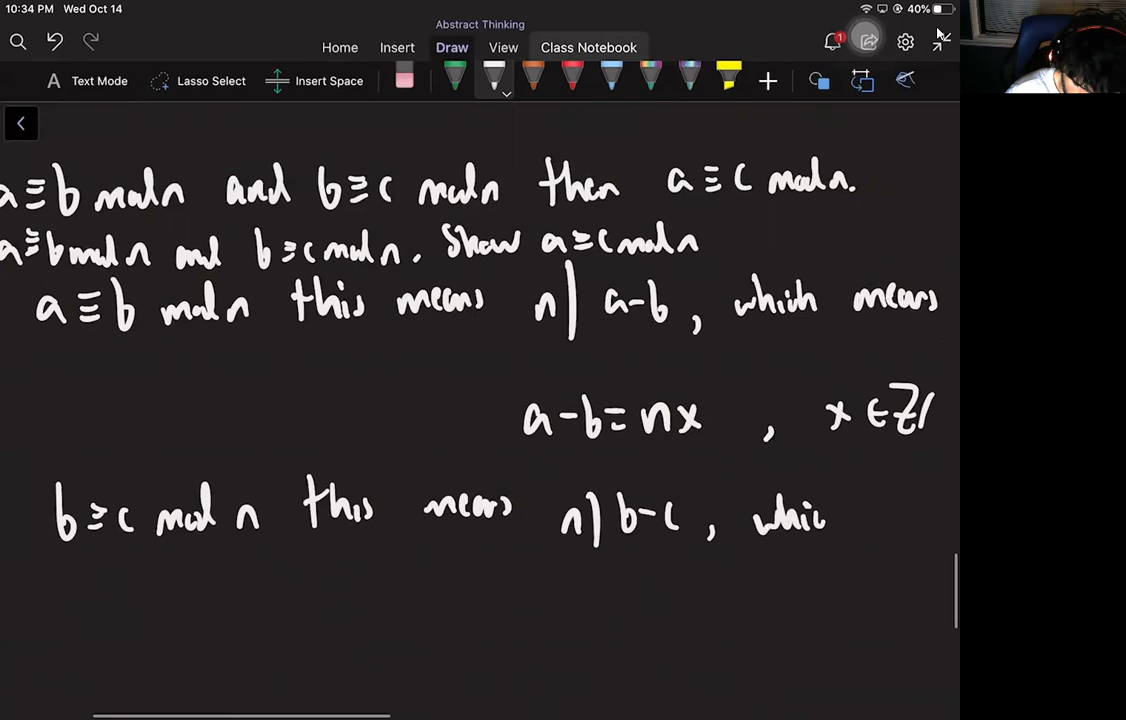 10:34 PM Wed Oct 14
40%
Abstract Thinking
Home Insert Draw View Class Notebook
1
A Text Mode Lasso Select Insert Space
a ≡ b mod n and b ≡ c mod n then a ≡ c mod n.
a ≡ b mod n and b ≡ c mod n. Show a ≡ c mod n
a ≡ b mod n this means n | a-b, which means
a-b = nx , x ∈ ℤ
b ≡ c mod n this means n | b-c, whic